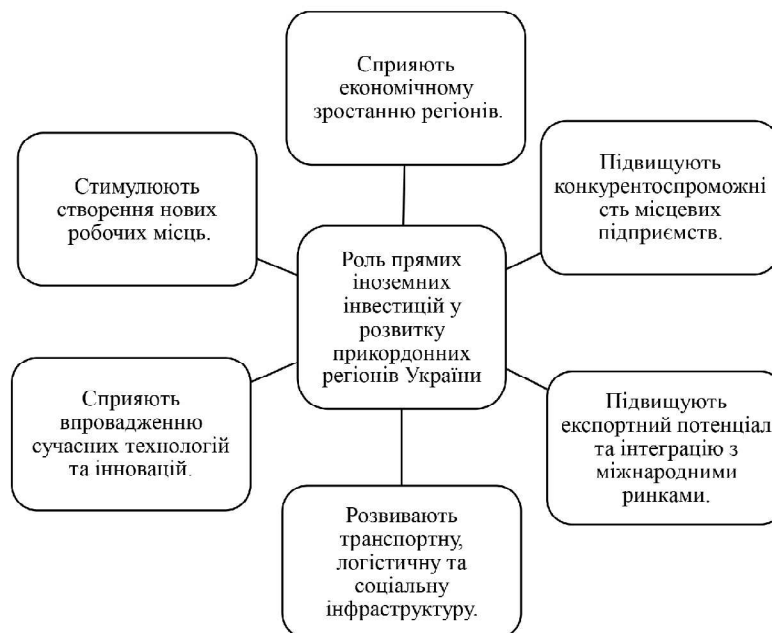 Сприяють
економічному
зростанню регіонів.
Підвищують
конкурентоспроможні
сть місцевих
підприємств.
Підвищують
експортний потенціал
та інтеграцію з
міжнародними
ринками.
Розвивають
транспортну,
логістичну та
соціальну
інфраструктуру.
Сприяють
впровадженню
сучасних технологій
та інновацій.
Стимулюють
створення нових
робочих місць.
Роль прямих
іноземних
інвестицій у
розвитку
прикордонних
регіонів України